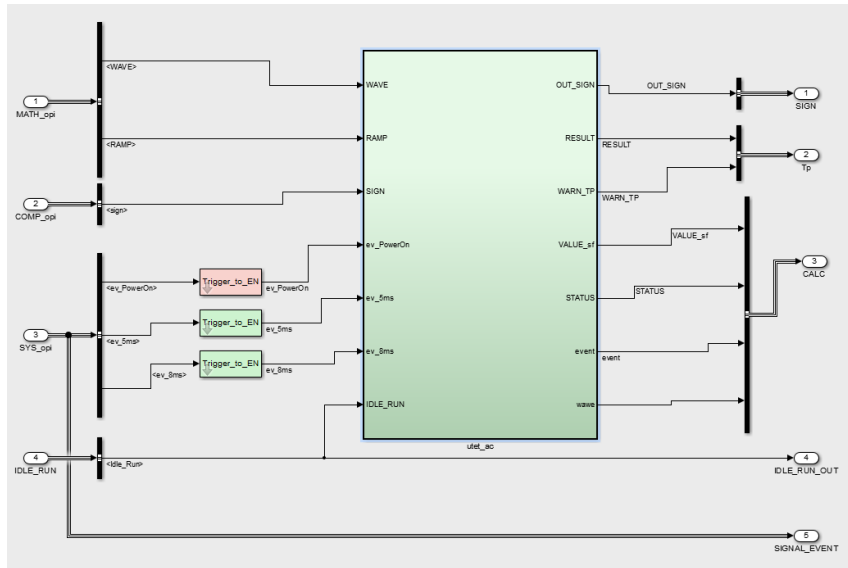 1
MATH_opi
<WAVE>
<RAMP>
2
COMP_opi
<sign>
3
SYS_opi
<ev_PowerOn>
<ev_5ms>
<ev_8ms>
Trigger_to_EN
ev_PowerOn
Trigger_to_EN
ev_5ms
Trigger_to_EN
ev_8ms
4
IDLE_RUN
<Idle_Run>
WAVE
RAMP
SIGN
ev_PowerOn
ev_5ms
ev_8ms
IDLE_RUN
OUT_SIGN
RESULT
WARN_TP
VALUE_sf
STATUS
event
wawe
utet_ac
OUT_SIGN
RESULT
WARN_TP
VALUE_sf
STATUS
event
1
SIGN
2
Tp
3
CALC
4
IDLE_RUN_OUT
5
SIGNAL_EVENT